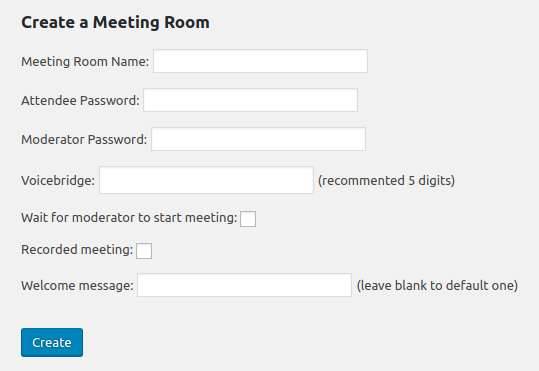 Create a Meeting Room
Meeting Room Name:
Attendee Password:
Moderator Password:
Voicebridge: (recommented 5 digits)
Wait for moderator to start meeting:
Recorded meeting:
Welcome message: (leave blank to default one)
Create